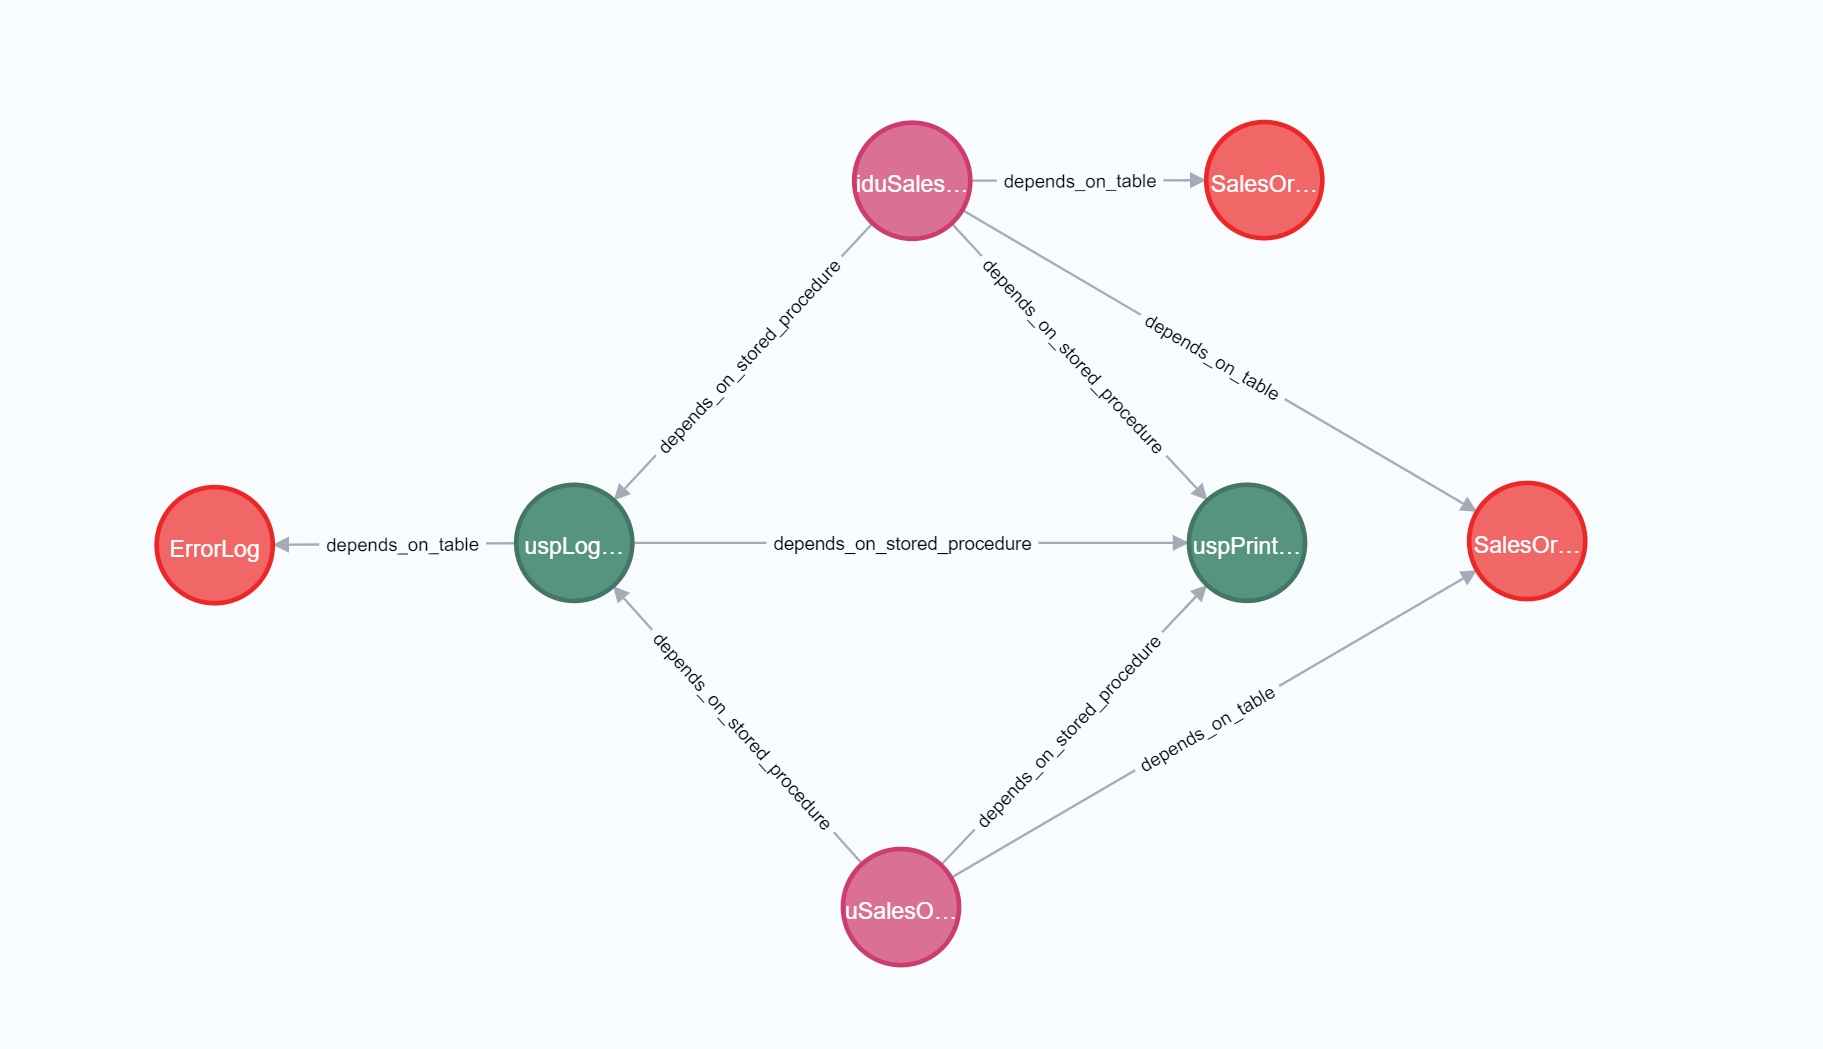 iduSales...
depends_on_table
SalesOr...
depends_on_stored_procedure
depends_on_stored_procedure
depends_on_table
ErrorLog
depends_on_table
uspLog...
depends_on_stored_procedure
uspPrint...
SalesOr...
depends_on_stored_procedure
depends_on_stored_procedure
depends_on_table
uSalesO...